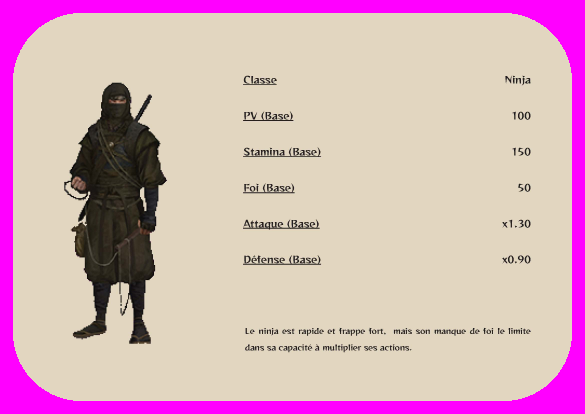 Classe Ninja
PV (Base) 100
Stamina (Base) 150
Foi (Base) 50
Attaque (Base) x1.30
Défense (Base) x0.90
Le ninja est rapide et frappe fort, mais son manque de foi le limite
dans sa capacité à multiplier ses actions.